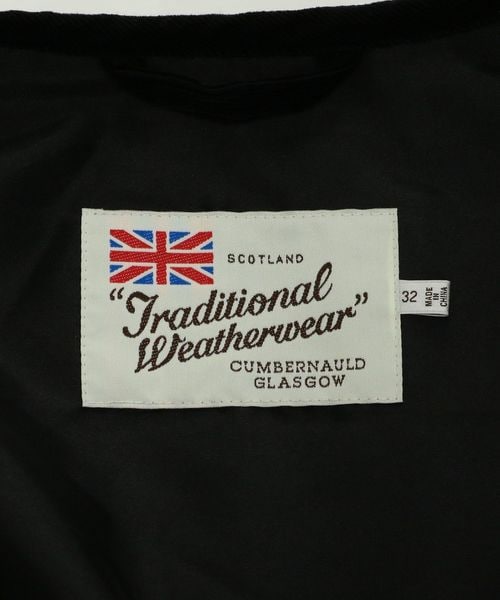 SCOTLAND
"Traditional
Weatherwear"
CUMBERNAULD
GLASGOW
32
MADE
IN
CHINA